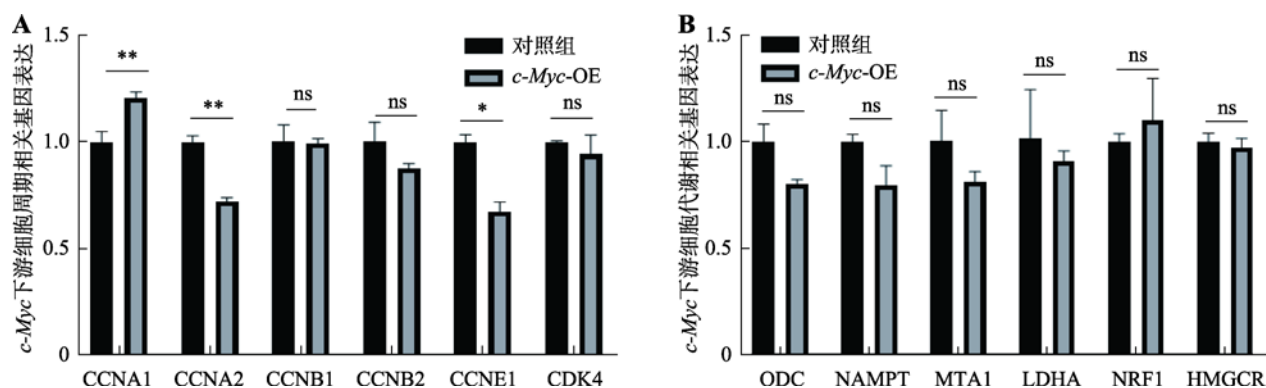 A
c-Myc下游细胞周期相关基因表达
1.5
1.0
0.5
0
对照组
c-Myc-OE
**
**
ns
ns
*
ns
CCNA1 CCNA2 CCNB1 CCNB2 CCNE1 CDK4
B
c-Myc下游细胞代谢相关基因表达
1.5
1.0
0.5
0
对照组
c-Myc-OE
ns
ns
ns
ns
ns
ns
ODC NAMPT MTA1 LDHA NRF1 HMGCR